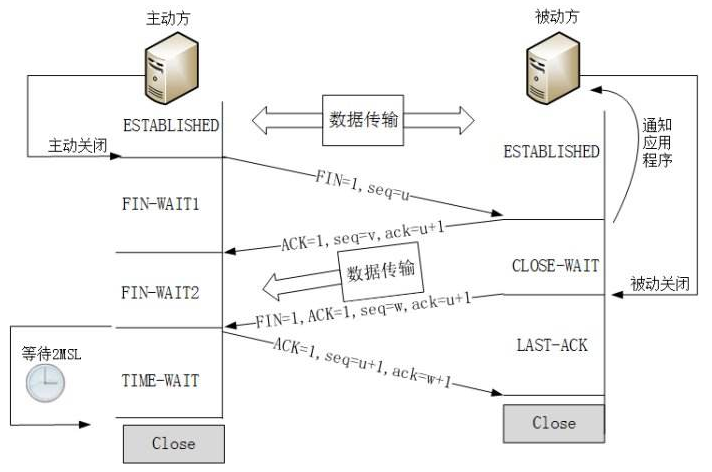 主动方
被动方
ESTABLISHED
数据传输
通知
应用
程序
主动关闭
ESTABLISHED
FIN=1,seq=u
FIN-WAIT1
ACK=1,seq=v,ack=u+1
数据传输
CLOSE-WAIT
被动关闭
FIN-WAIT2
FIN=1,ACK=1,seq=w,ack=u+1
等待2MSL
ACK=1,seq=u+1,ack=w+1
LAST-ACK
TIME-WAIT
Close
Close